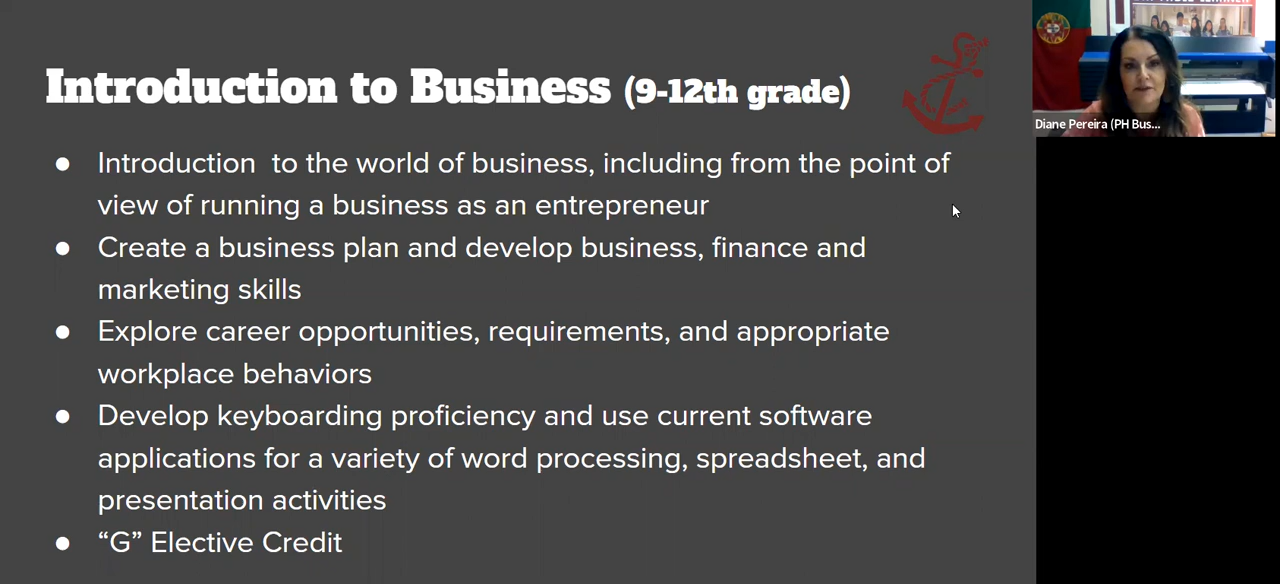 Introduction to Business (9-12th grade)
● Introduction  to the world of business, including from the point of
view of running a business as an entrepreneur
● Create a business plan and develop business, finance and
marketing skills
● Explore career opportunities, requirements, and appropriate
workplace behaviors
● Develop keyboarding proficiency and use current software
applications for a variety of word processing, spreadsheet, and
presentation activities
● “G” Elective Credit
Diane Pereira (PH Bus...